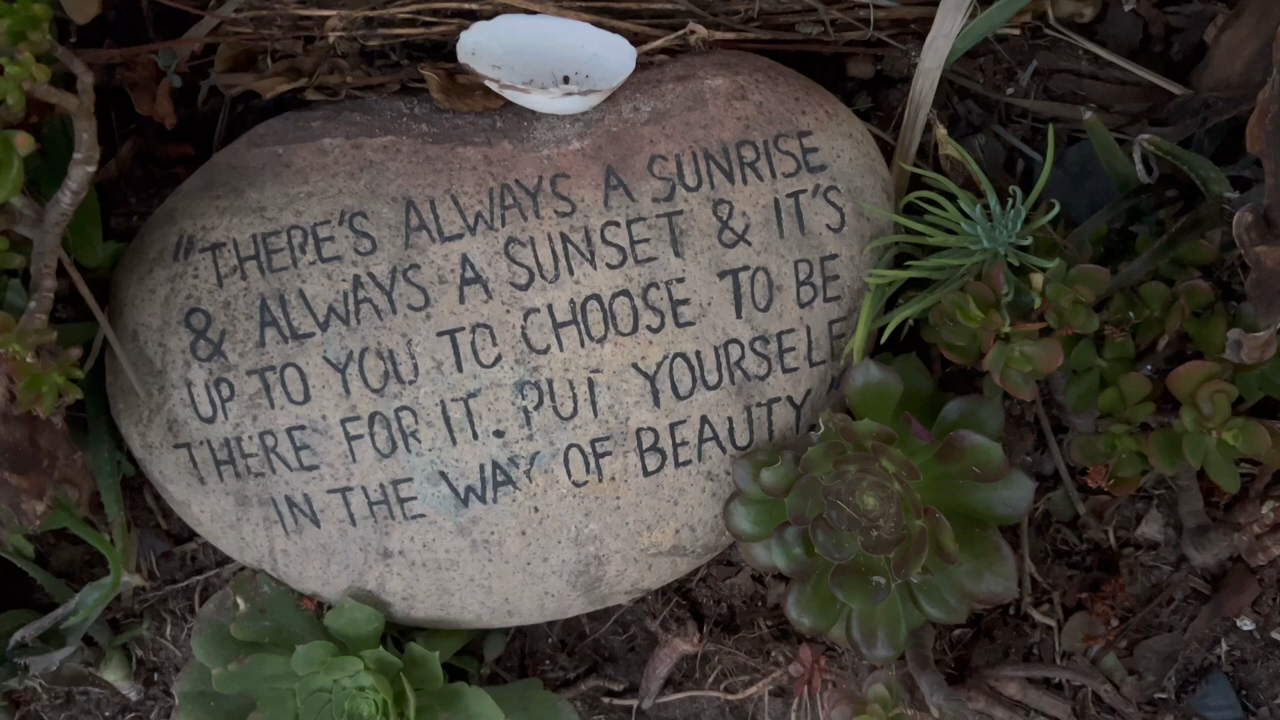 "THERE'S ALWAYS A SUNRISE
& ALWAYS A SUNSET & IT'S
UP TO YOU TO CHOOSE TO BE
THERE FOR IT. PUT YOURSELF
IN THE WAY OF BEAUTY."